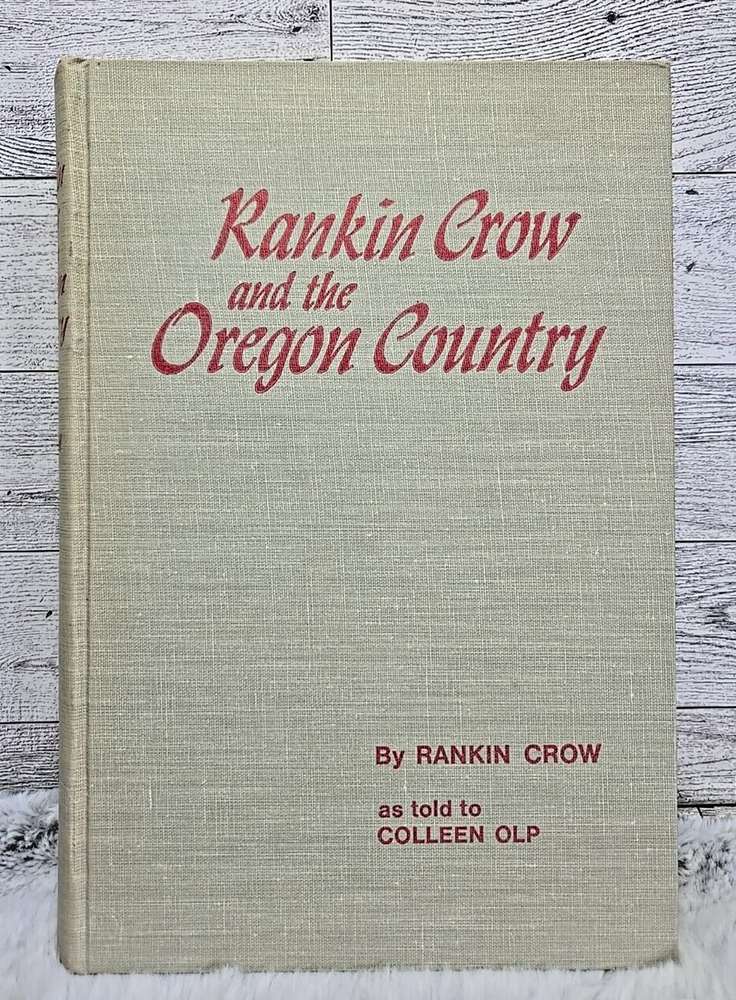 Rankin Crow
and the
Oregon Country
By RANKIN CROW
as told to
COLLEEN OLP